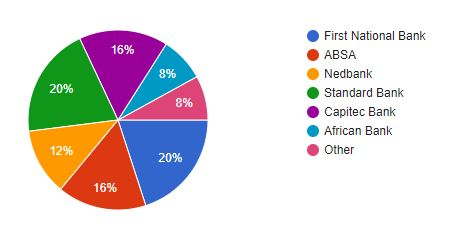 16%
8%
8%
20%
12%
16%
20%
First National Bank
ABSA
Nedbank
Standard Bank
Capitec Bank
African Bank
Other